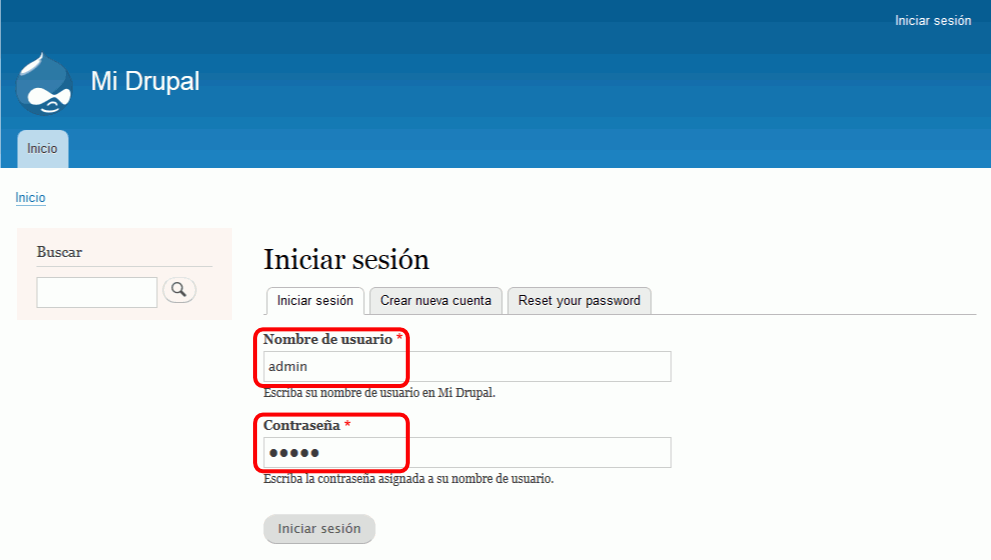 Iniciar sesión
Mi Drupal
Inicio
Inicio
Buscar
Iniciar sesión
Iniciar sesión Crear nueva cuenta Reset your password
Nombre de usuario *
admin
Escriba su nombre de usuario en Mi Drupal.
Contraseña *
●●●●●
Escriba la contraseña asignada a su nombre de usuario.
Iniciar sesión